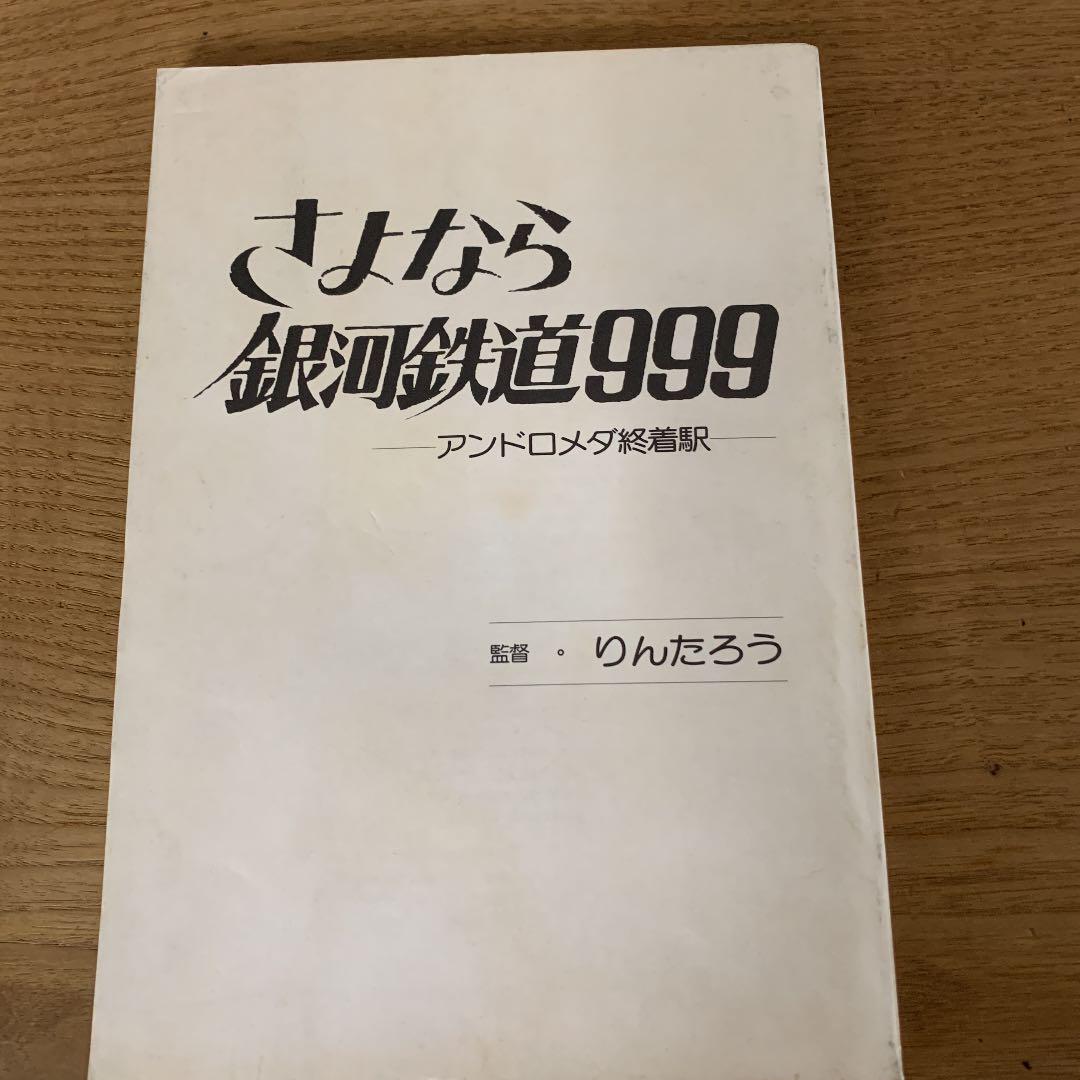 さよなら
銀河鉄道999
アンドロメダ終着駅
監督 。 りんたろう